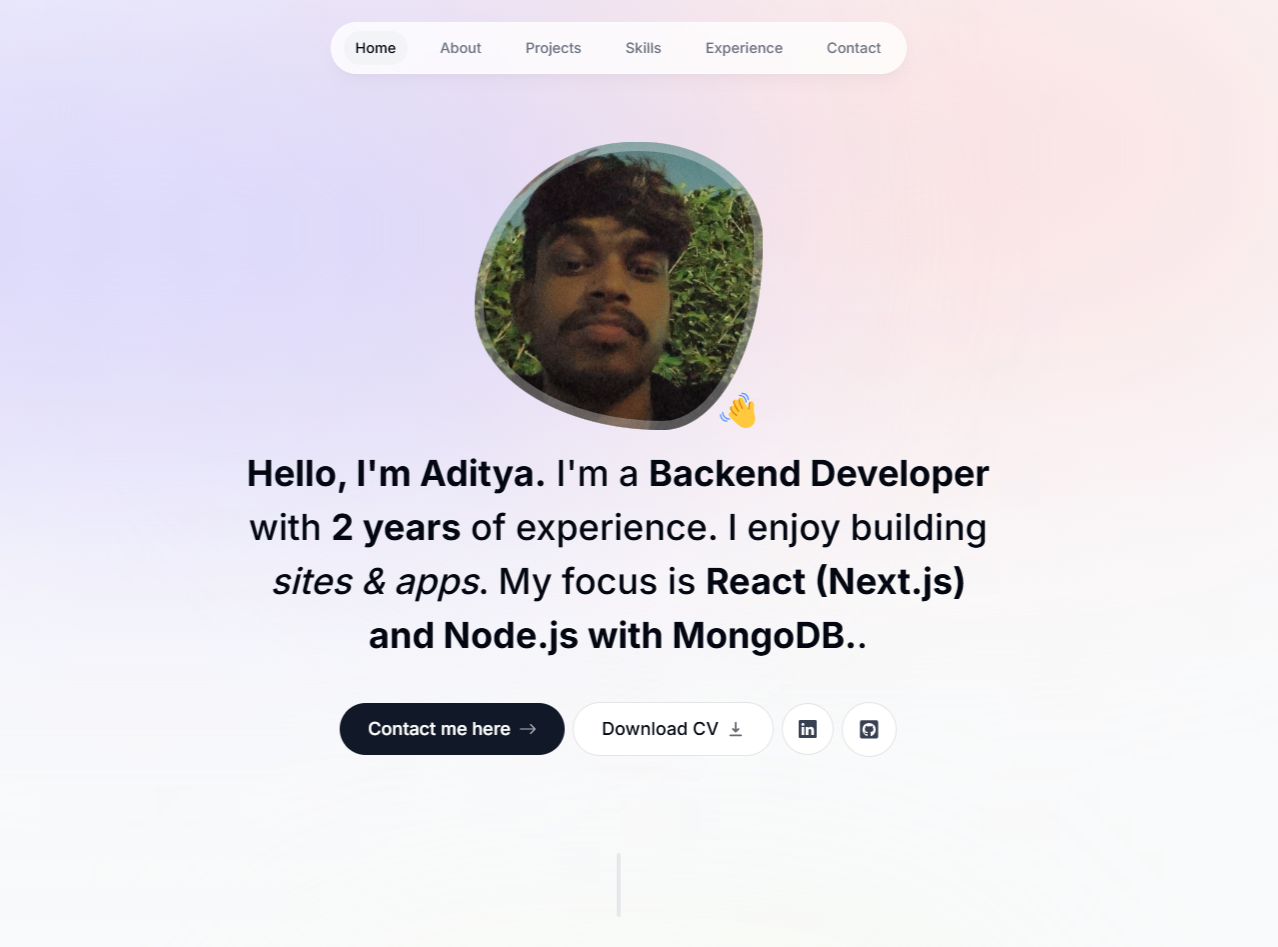 Home About Projects Skills Experience Contact
Hello, I'm Aditya. I'm a Backend Developer
with 2 years of experience. I enjoy building
sites & apps. My focus is React (Next.js)
and Node.js with MongoDB..
Contact me here Download CV in